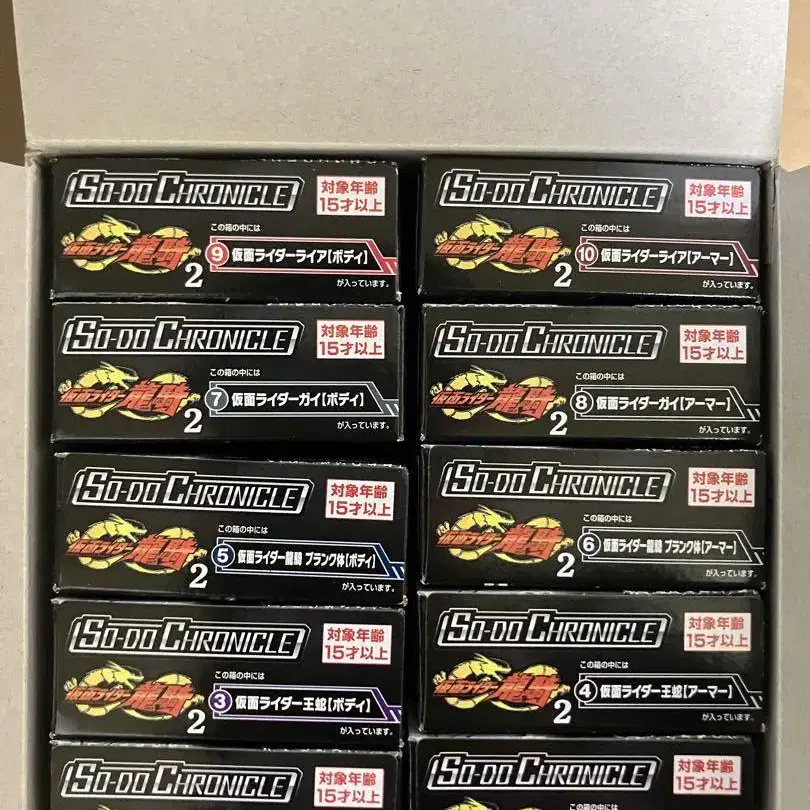 SO-DO CHRONICLE
対象年齢
15才以上
この箱の中には
仮面ライダー龍騎 2
⑨ 仮面ライダーライア[ボディ]
が入っています。
SO-DO CHRONICLE
対象年齢
15才以上
この箱の中には
仮面ライダー龍騎 2
⑩ 仮面ライダーライア[アーマー]
が入っています。
SO-DO CHRONICLE
対象年齢
15才以上
この箱の中には
仮面ライダー龍騎 2
⑦ 仮面ライダーガイ[ボディ]
が入っています。
SO-DO CHRONICLE
対象年齢
15才以上
この箱の中には
仮面ライダー龍騎 2
⑧ 仮面ライダーガイ[アーマー]
が入っています。
SO-DO CHRONICLE
対象年齢
15才以上
この箱の中には
仮面ライダー龍騎 2
⑤ 仮面ライダー龍騎 ブランク体[ボディ]
が入っています。
SO-DO CHRONICLE
対象年齢
15才以上
この箱の中には
仮面ライダー龍騎 2
⑥ 仮面ライダー龍騎 ブランク体[アーマー]
が入っています。
SO-DO CHRONICLE
対象年齢
15才以上
この箱の中には
仮面ライダー龍騎 2
③ 仮面ライダー王蛇[ボディ]
が入っています。
SO-DO CHRONICLE
対象年齢
15才以上
この箱の中には
仮面ライダー龍騎 2
④ 仮面ライダー王蛇[アーマー]
が入っています。
SO-DO CHRONICLE
対象年齢
15才以上
SO-DO CHRONICLE
対象年齢
15才以上
この箱の中には